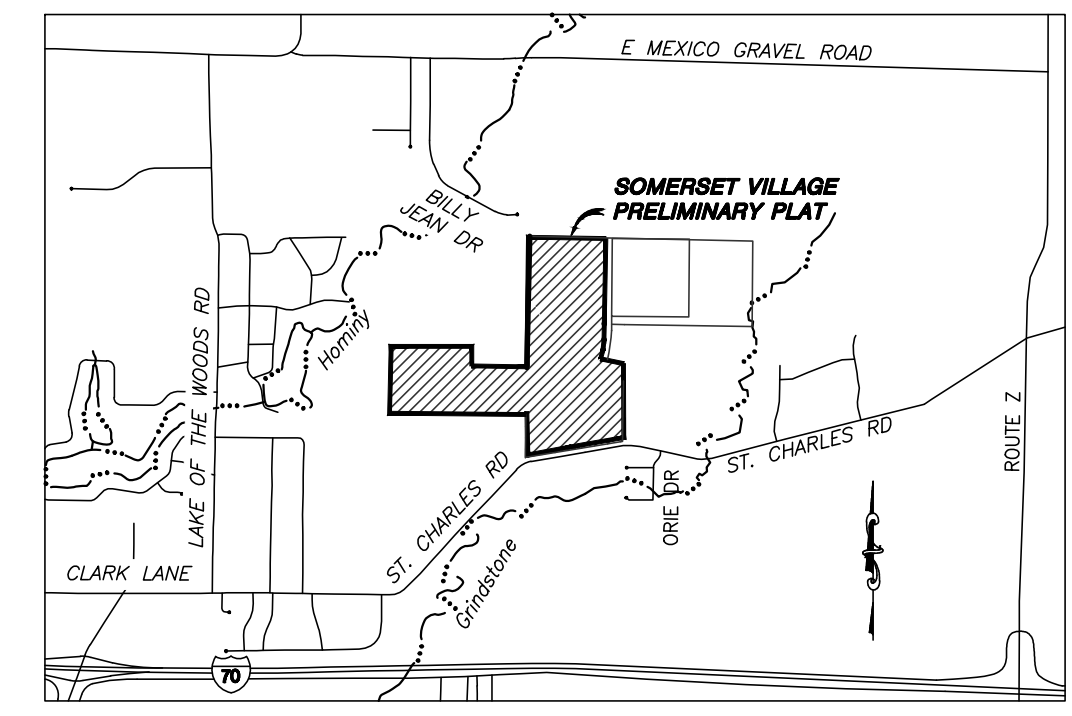 E MEXICO GRAVEL ROAD
SOMERSET VILLAGE
PRELIMINARY PLAT
BILLY
JEAN DR
LAKE OF THE WOODS RD
Hominy
ST. CHARLES RD
ROUTE Z
ST. CHARLES RD
ORIE DR
CLARK LANE
Grindstone
70